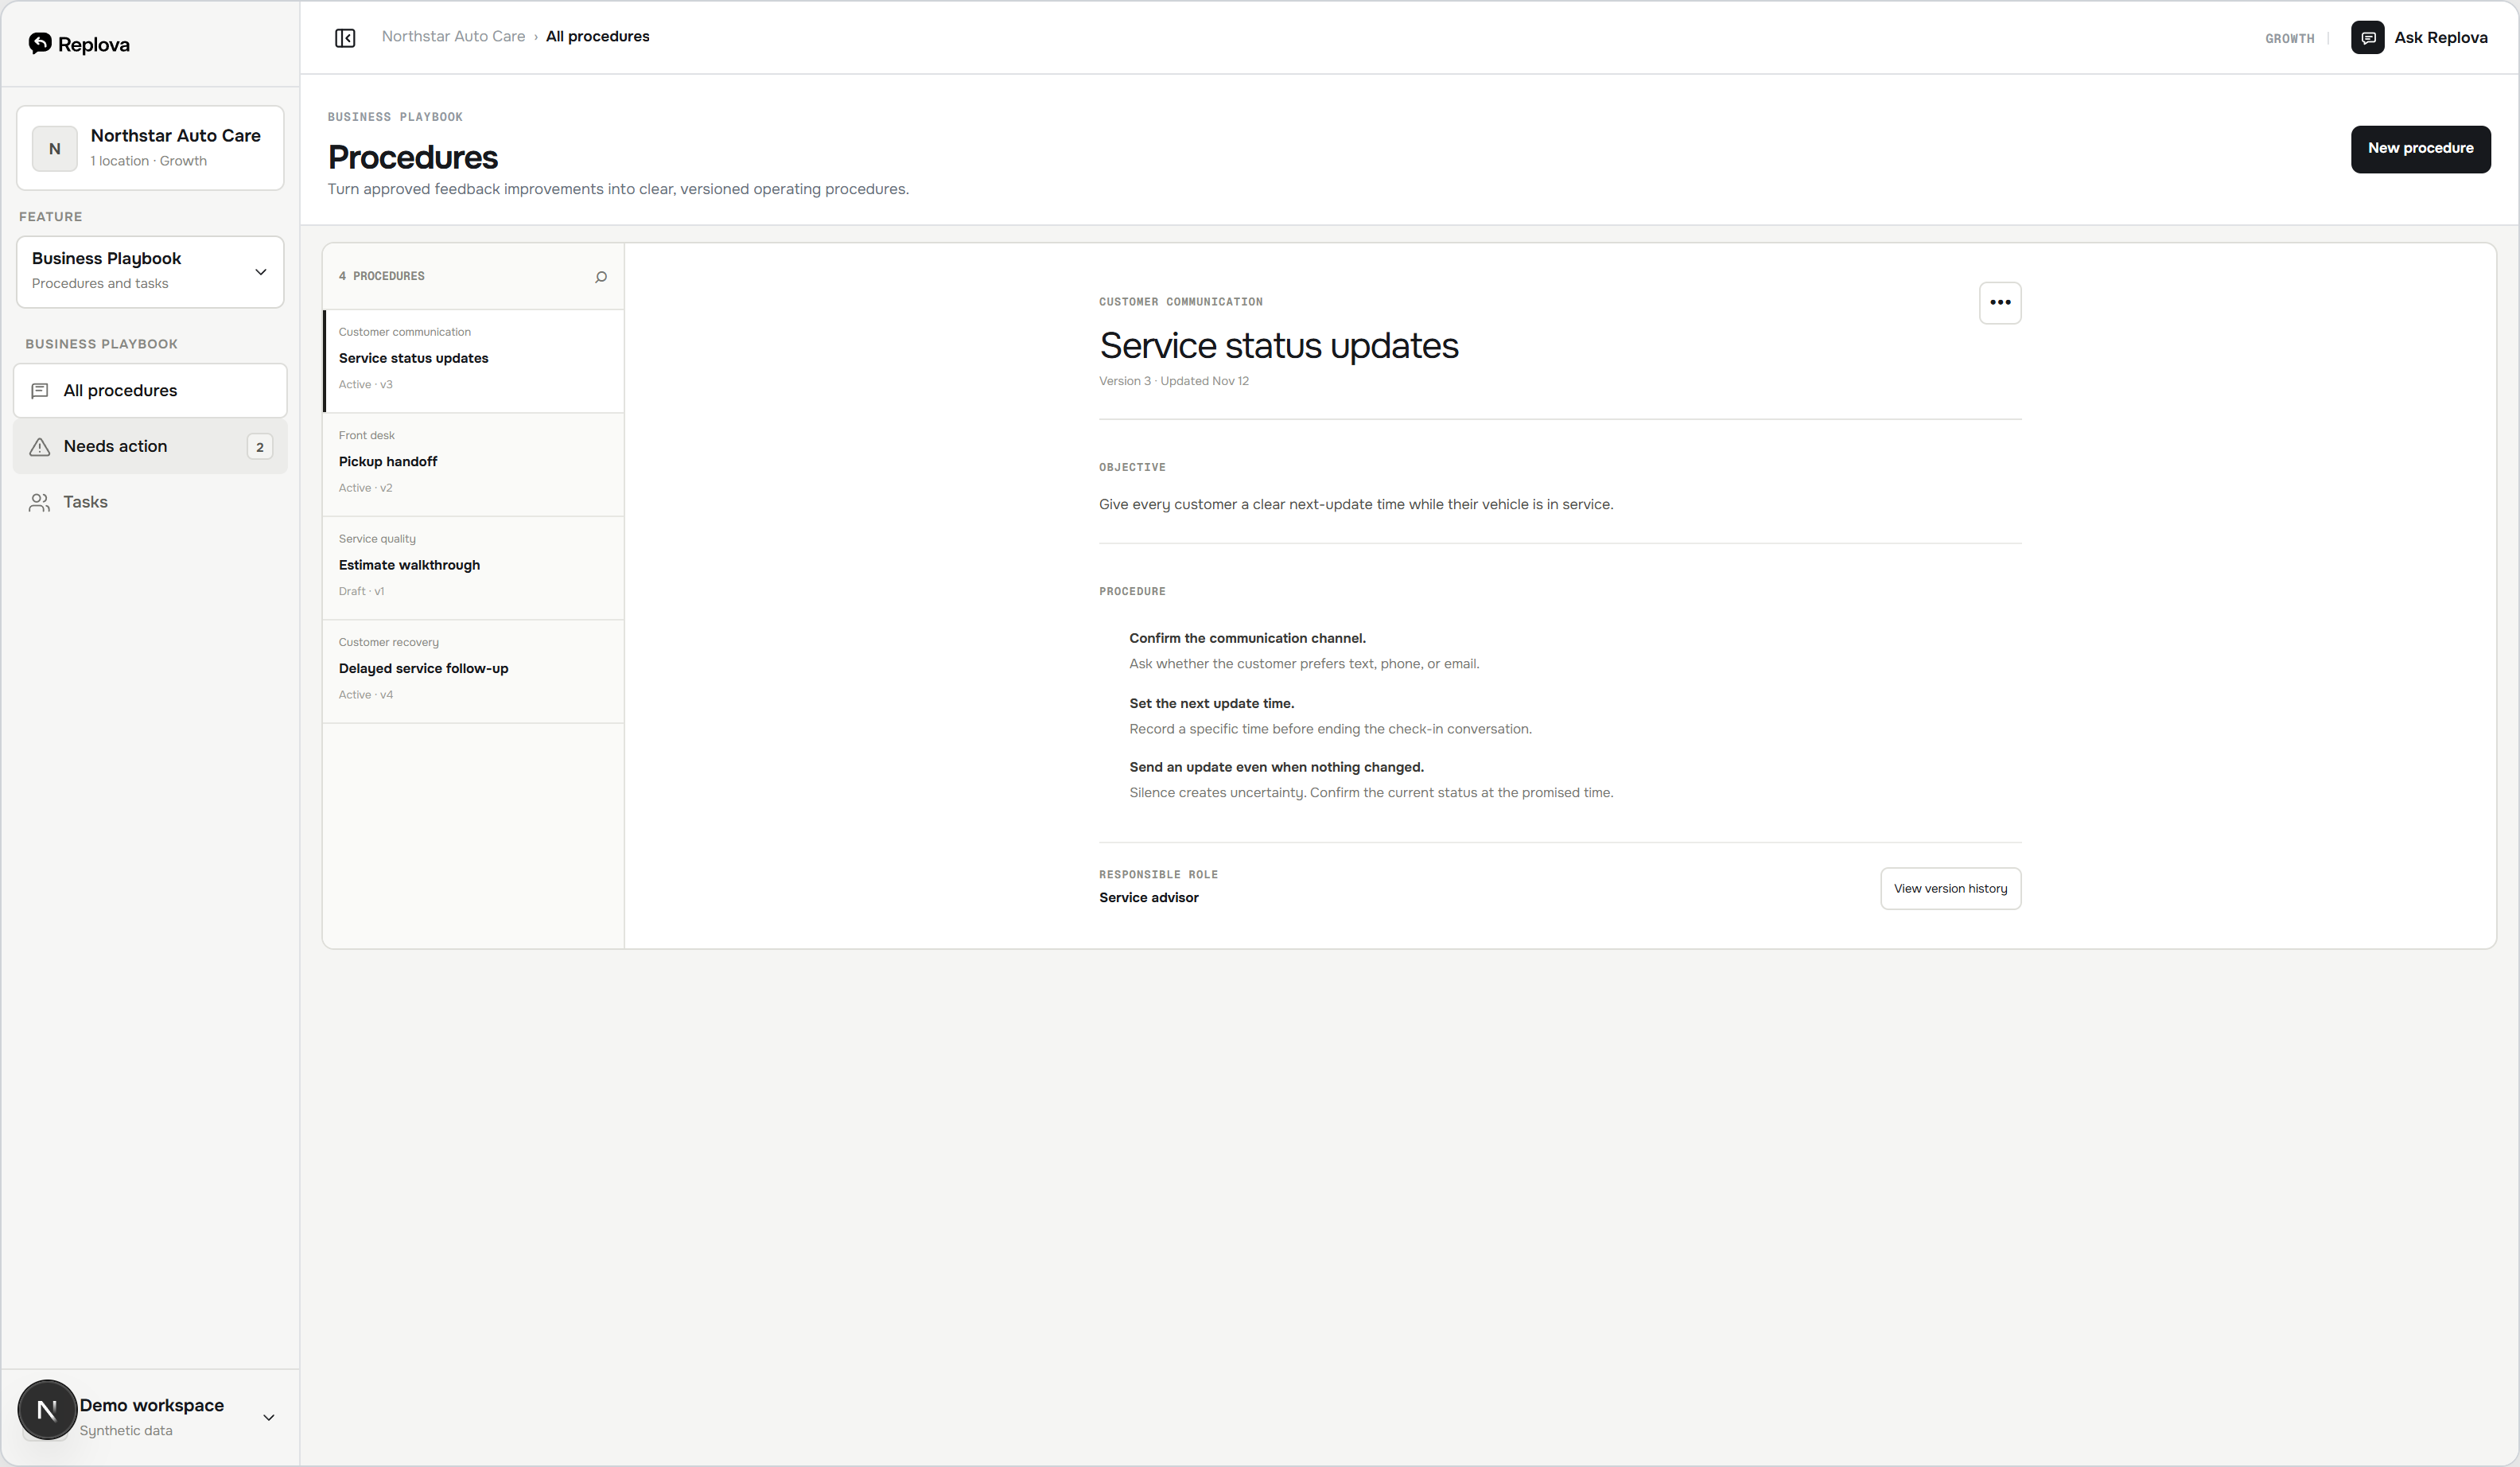 Replova
Northstar Auto Care › All procedures
GROWTH
Ask Replova
N
Northstar Auto Care
1 location · Growth
FEATURE
Business Playbook
Procedures and tasks
BUSINESS PLAYBOOK
All procedures
Needs action
2
Tasks
N
Demo workspace
Synthetic data
BUSINESS PLAYBOOK
Procedures
Turn approved feedback improvements into clear, versioned operating procedures.
New procedure
4 PROCEDURES
Customer communication
Service status updates
Active · v3
Front desk
Pickup handoff
Active · v2
Service quality
Estimate walkthrough
Draft · v1
Customer recovery
Delayed service follow-up
Active · v4
CUSTOMER COMMUNICATION
Service status updates
Version 3 · Updated Nov 12
OBJECTIVE
Give every customer a clear next-update time while their vehicle is in service.
PROCEDURE
Confirm the communication channel.
Ask whether the customer prefers text, phone, or email.
Set the next update time.
Record a specific time before ending the check-in conversation.
Send an update even when nothing changed.
Silence creates uncertainty. Confirm the current status at the promised time.
RESPONSIBLE ROLE
Service advisor
View version history